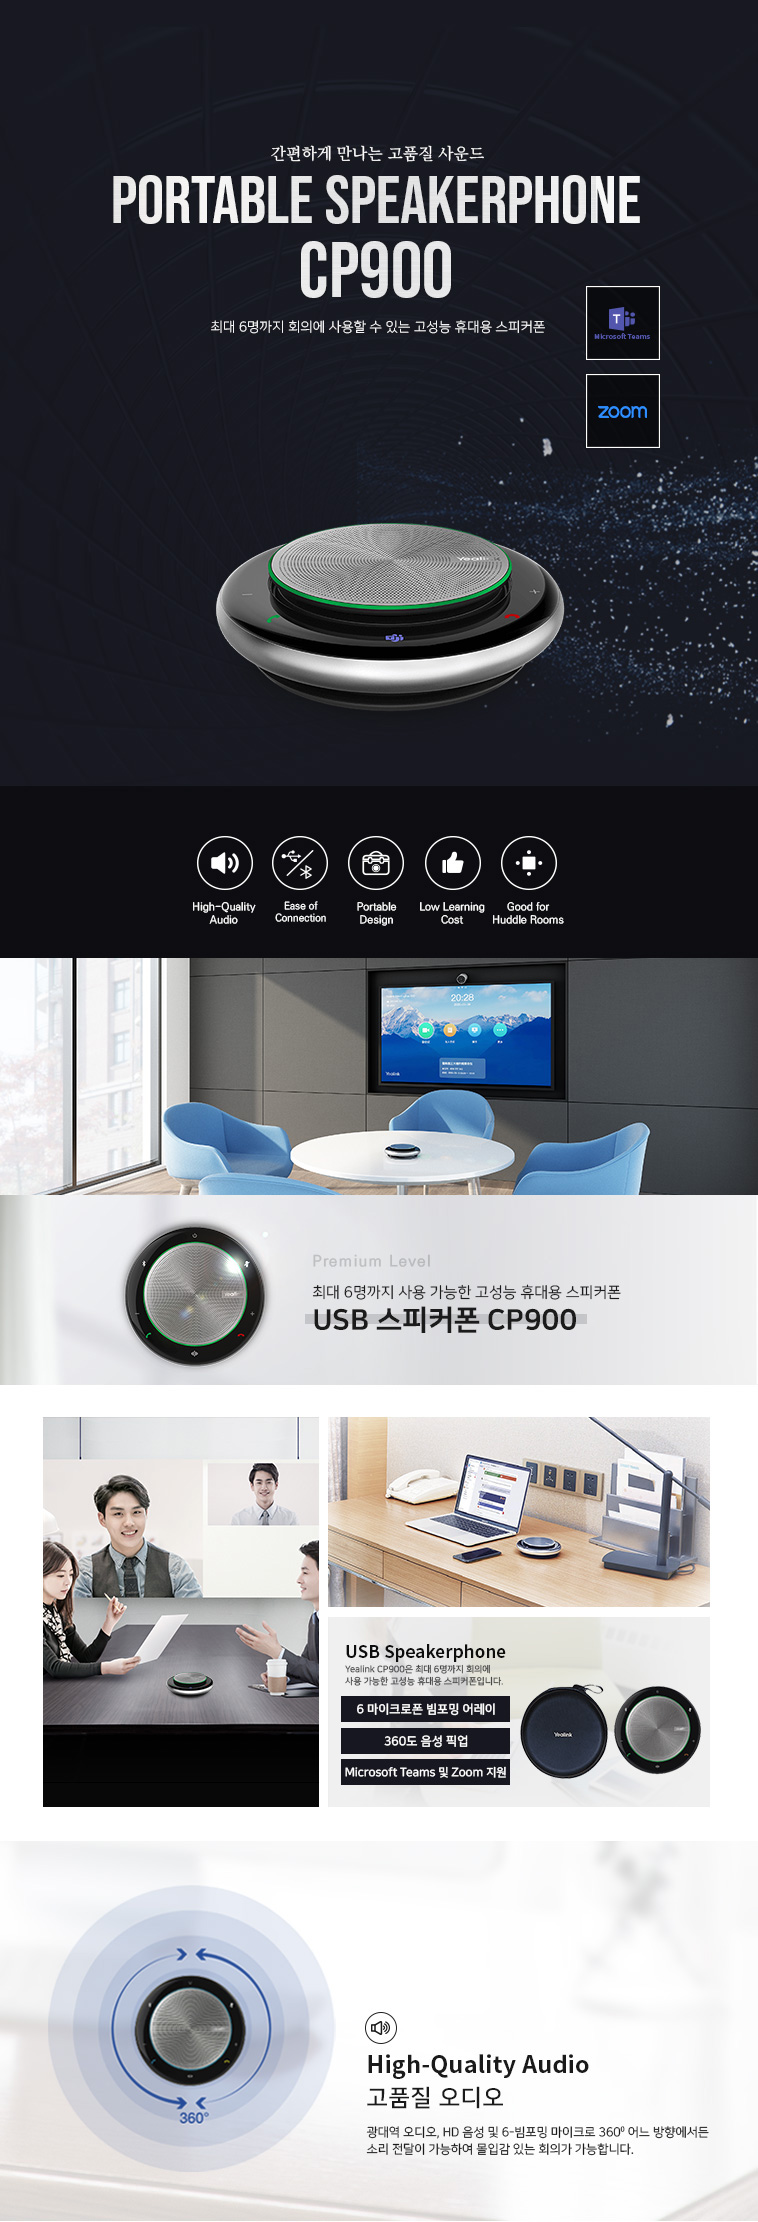 간편하게 만나는 고품질 사운드
PORTABLE SPEAKERPHONE
CP900
최대 6명까지 회의에 사용할 수 있는 고성능 휴대용 스피커폰
T
Microsoft Teams
zoom
Yealink
High-Quality
Audio
Ease of
Connection
Portable
Design
Low Learning
Cost
Good for
Huddle Rooms
20:28
Yealink
Premium Level
최대 6명까지 사용 가능한 고성능 휴대용 스피커폰
USB 스피커폰 CP900
USB Speakerphone
Yealink CP900은 최대 6명까지 회의에
사용 가능한 고성능 휴대용 스피커폰입니다.
6 마이크로폰 빔포밍 어레이
360도 음성 픽업
Microsoft Teams 및 Zoom 지원
Yealink
360°
High-Quality Audio
고품질 오디오
광대역 오디오, HD 음성 및 6-빔포밍 마이크로 360° 어느 방향에서든
소리 전달이 가능하여 몰입감 있는 회의가 가능합니다.